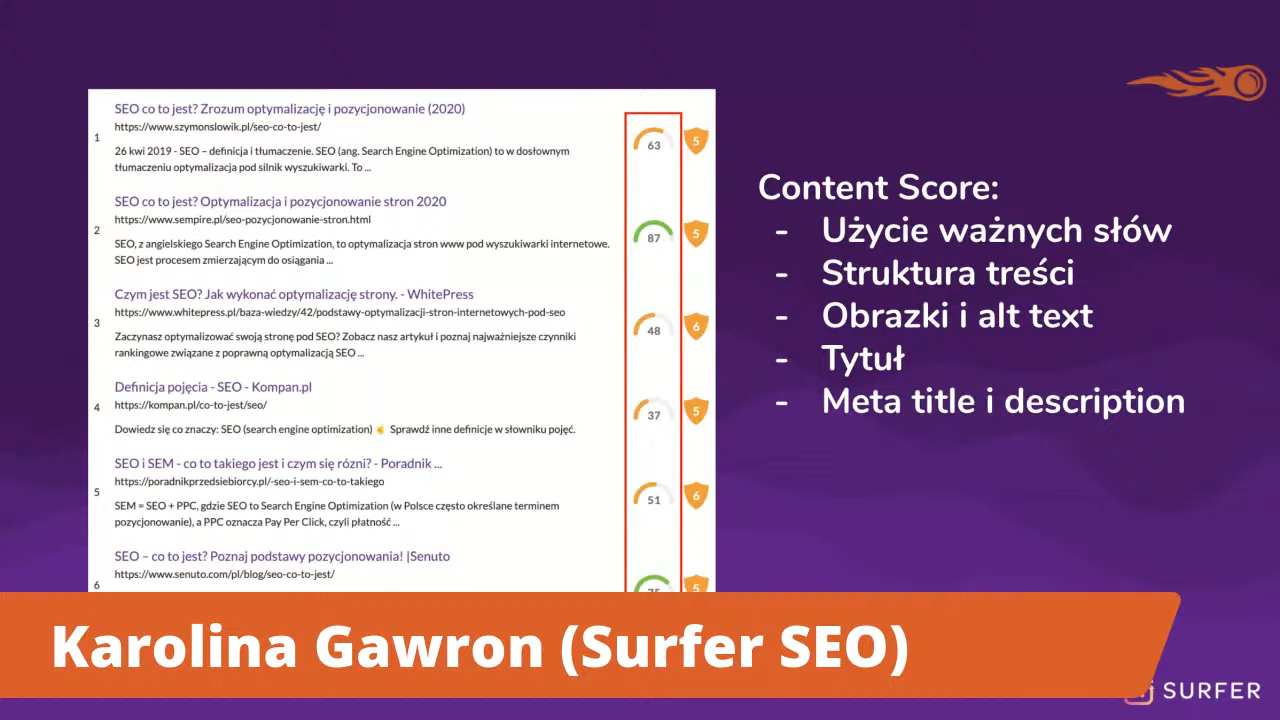 SEO co to jest? Zrozum optymalizację i pozycjonowanie (2020)
https://www.szymonslowik.pl/seo-co-to-jest/
1
63
5
26 kwi 2019 - SEO – definicja i tłumaczenie. SEO (ang. Search Engine Optimization) to w dosłownym
tłumaczeniu optymalizacja pod silnik wyszukiwarki. To ...
SEO co to jest? Optymalizacja i pozycjonowanie stron 2020
https://www.sempire.pl/seo-pozycjonowanie-stron.html
2
87
5
SEO, z angielskiego Search Engine Optimization, to optymalizacja stron www pod wyszukiwarki internetowe.
SEO jest procesem zmierzającym do osiągania ...
Czym jest SEO? Jak wykonać optymalizację strony. - WhitePress
https://www.whitepress.pl/baza-wiedzy/42/podstawy-optymalizacji-stron-internetowych-pod-seo
3
48
6
Zaczynasz optymalizować swoją stronę pod SEO? Zobacz nasz artykuł i poznaj najważniejsze czynniki
rankingowe związane z poprawną optymalizacją SEO ...
Definicja pojęcia - SEO - Kompan.pl
https://kompan.pl/co-to-jest/seo/
4
37
5
Dowiedz się co znaczy: SEO (search engine optimization) ☝ Sprawdź inne definicje w słowniku pojęć.
SEO i SEM - co to takiego jest i czym się rózni? - Poradnik ...
https://poradnikprzedsiebiorcy.pl/-seo-i-sem-co-to-takiego
5
51
6
SEM = SEO + PPC, gdzie SEO to Search Engine Optimization (w Polsce często określane terminem
pozycjonowanie), a PPC oznacza Pay Per Click, czyli płatność ...
SEO – co to jest? Poznaj podstawy pozycjonowania! |Senuto
https://www.senuto.com/pl/blog/seo-co-to-jest/
6
75
5
Content Score:
- Użycie ważnych słów
- Struktura treści
- Obrazki i alt text
- Tytuł
- Meta title i description
Karolina Gawron (Surfer SEO)
SURFER